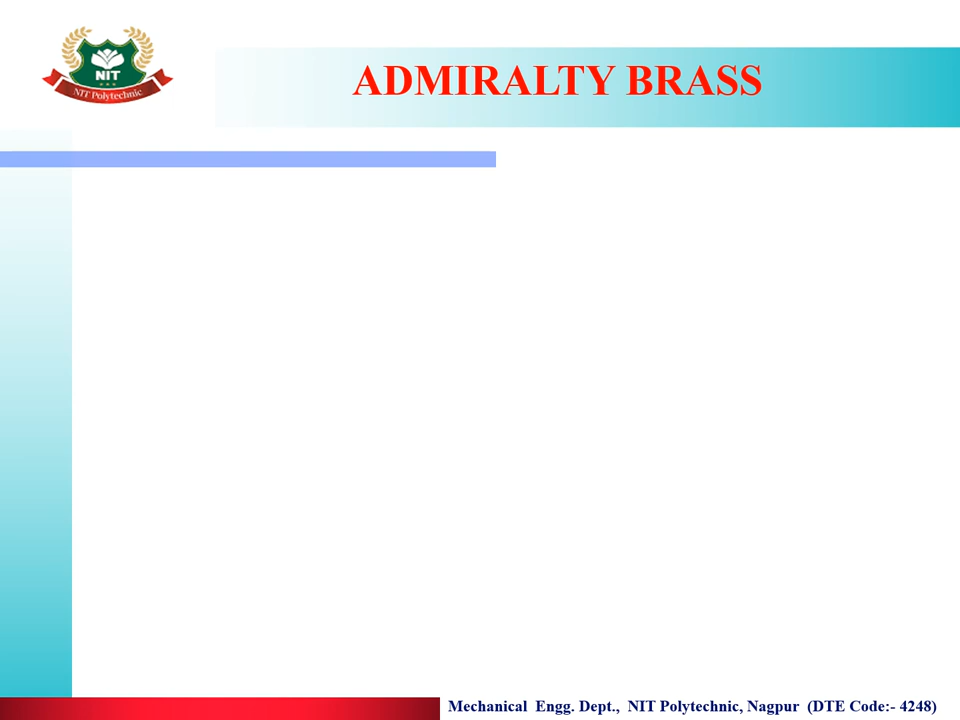 NIT
NIT Polytechnic
ADMIRALTY BRASS
Mechanical Engg. Dept., NIT Polytechnic, Nagpur (DTE Code:- 4248)